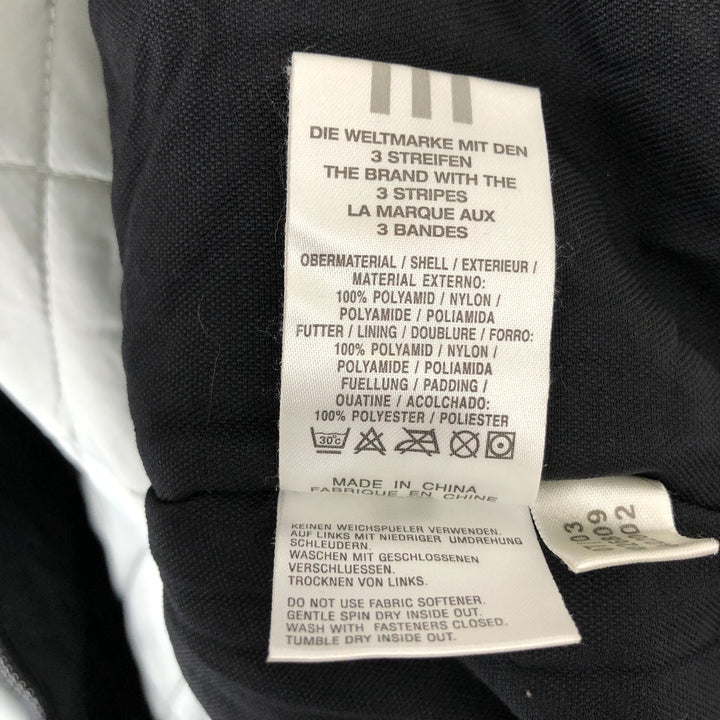 DIE WELTMARKE MIT DEN
3 STREIFEN
THE BRAND WITH THE
3 STRIPES
LA MARQUE AUX
3 BANDES
OBERMATERIAL / SHELL / EXTERIEUR /
MATERIAL EXTERNO:
100% POLYAMID / NYLON /
POLYAMIDE / POLIAMIDA
FUTTER / LINING / DOUBLURE / FORRO:
100% POLYAMID / NYLON /
POLYAMIDE / POLIAMIDA
FUELLUNG / PADDING /
OUATINE / ACOLCHADO:
100% POLYESTER / POLIESTER
30°C
MADE IN CHINA
FABRIQUE EN CHINE
KEINEN WEICHSPUELER VERWENDEN.
AUF LINKS MIT NIEDRIGER UMDREHUNG
SCHLEUDERN.
WASCHEN MIT GESCHLOSSENEN
VERSCHLUESSEN.
TROCKNEN VON LINKS.
DO NOT USE FABRIC SOFTENER.
GENTLE SPIN DRY INSIDE OUT.
WASH WITH FASTENERS CLOSED.
TUMBLE DRY INSIDE OUT.
03
809
02